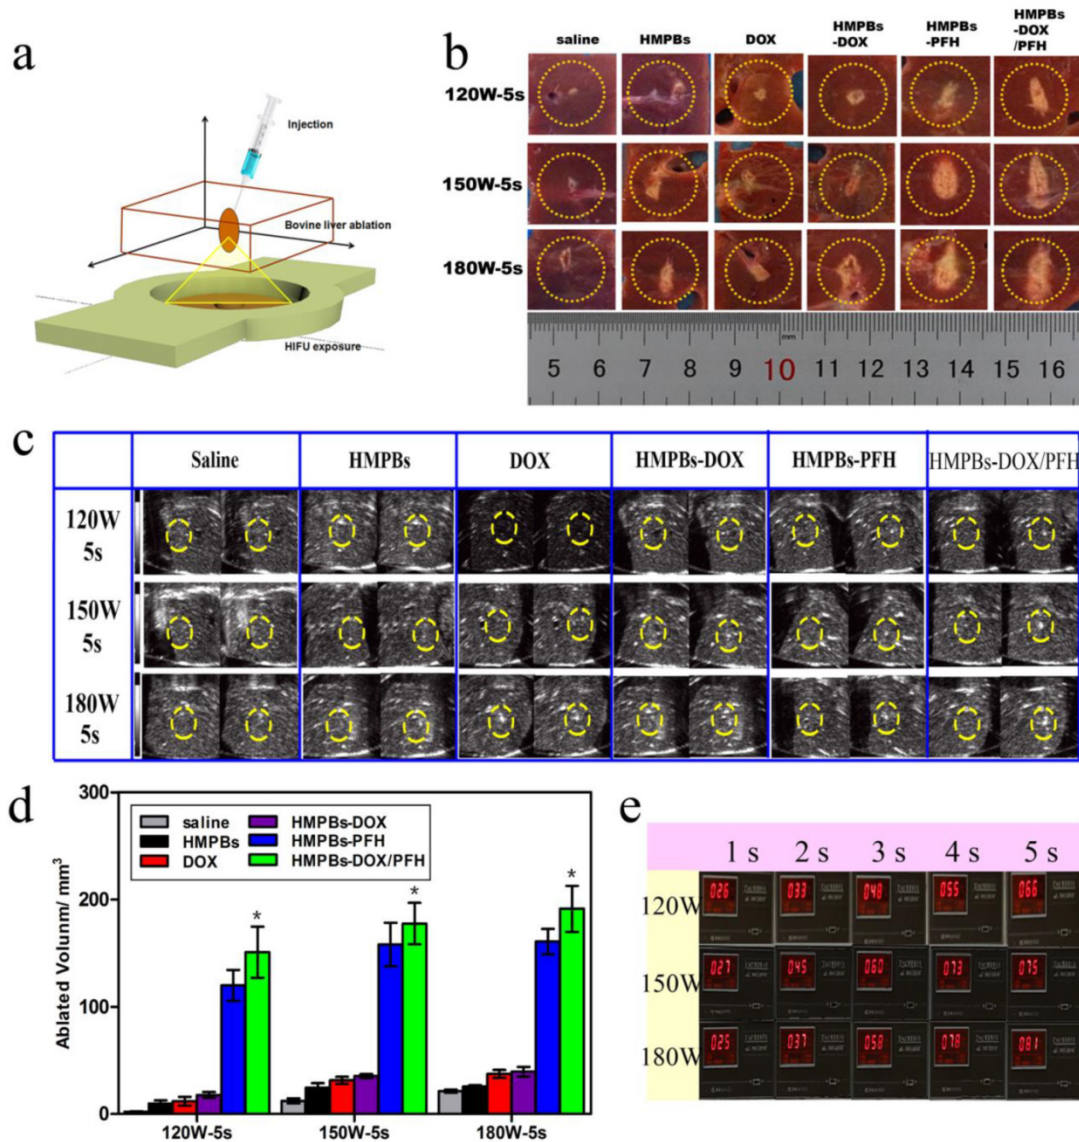 a
Injection
Bovine liver ablation
HIFU exposure
b
saline HMPBs DOX HMPBs -DOX HMPBs -PFH HMPBs -DOX /PFH
120W-5s
150W-5s
180W-5s
mm
5 6 7 8 9 10 11 12 13 14 15 16
c
Saline HMPBs DOX HMPBs-DOX HMPBs-PFH HMPBs-DOX/PFH
120W
5s
150W
5s
180W
5s
d
Ablated Volunm/ mm³
300
200
100
0
saline
HMPBs
DOX
HMPBs-DOX
HMPBs-PFH
HMPBs-DOX/PFH
* * *
120W-5s 150W-5s 180W-5s
e
1 s 2 s 3 s 4 s 5 s
120W 026 033 048 055 066
150W 027 045 060 073 075
180W 025 037 058 078 081